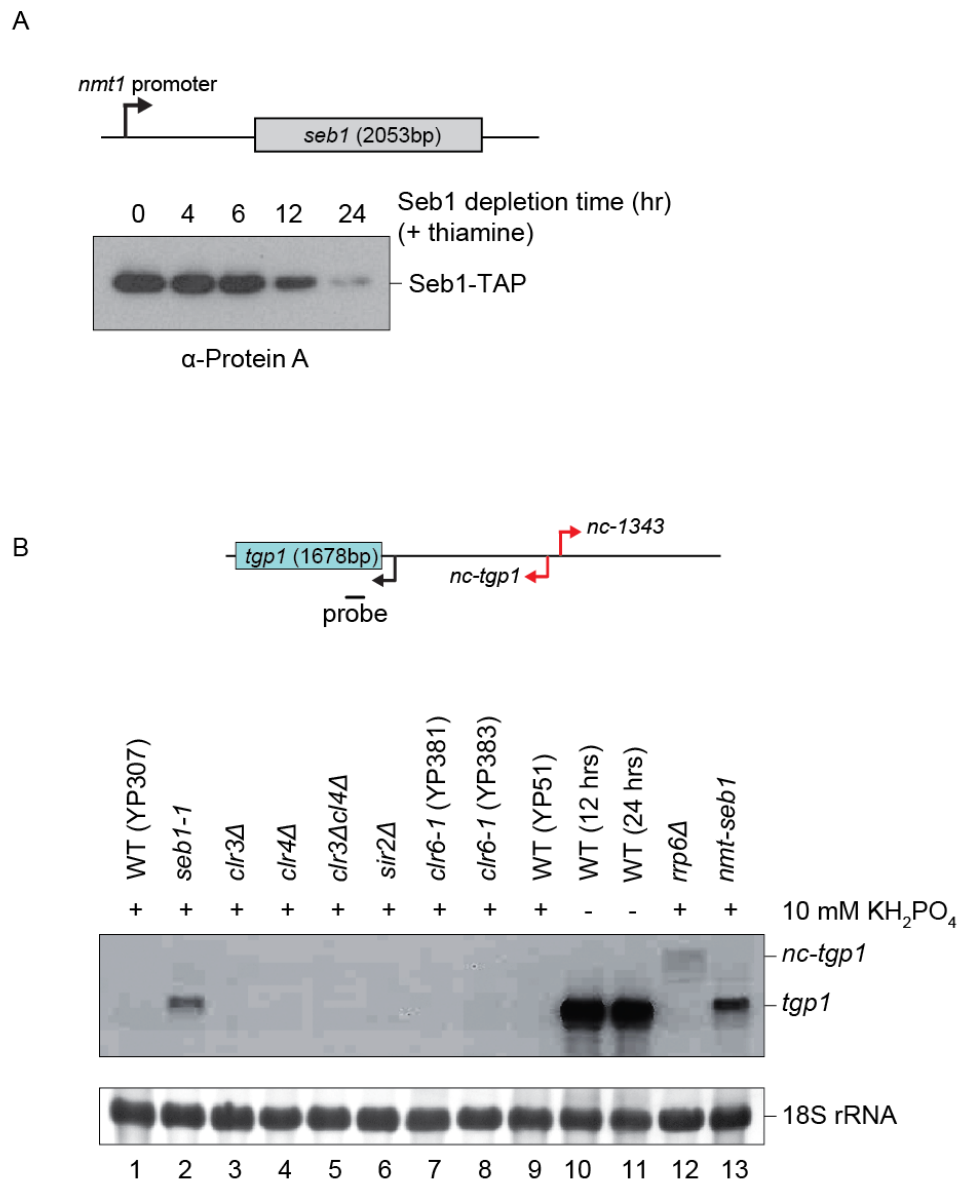 A
nmt1 promoter
seb1 (2053bp)
0 4 6 12 24
Seb1 depletion time (hr)
(+ thiamine)
Seb1-TAP
α-Protein A
B
tgp1 (1678bp)
nc-1343
nc-tgp1
probe
WT (YP307)
seb1-1
clr3Δ
clr4Δ
clr3Δcl4Δ
sir2Δ
clr6-1 (YP381)
clr6-1 (YP383)
WT (YP51)
WT (12 hrs)
WT (24 hrs)
rrp6Δ
nmt-seb1
+ + + + + + + + + - - + + 10 mM KH₂PO₄
nc-tgp1
tgp1
18S rRNA
1 2 3 4 5 6 7 8 9 10 11 12 13